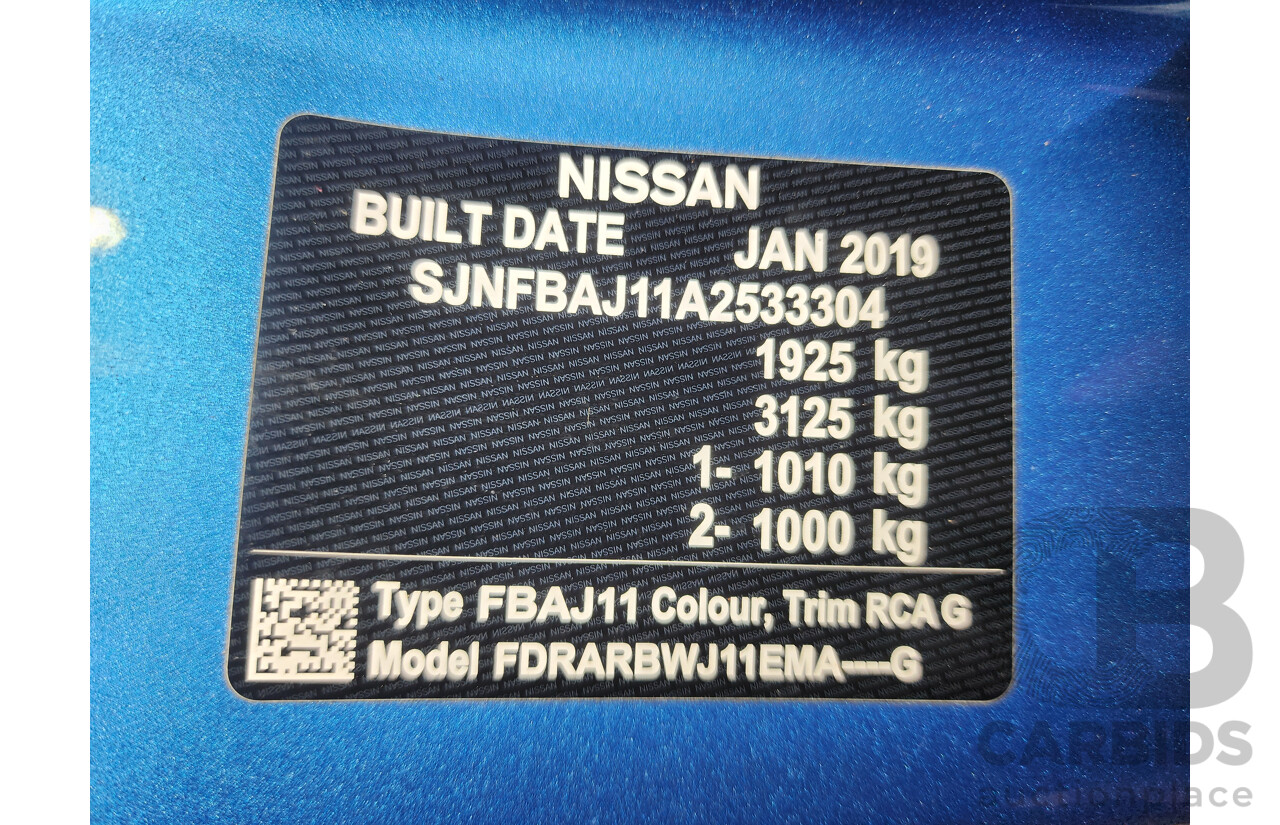 NISSAN
BUILT DATE JAN 2019
SJNFBAJ11A2533304
1925 kg
3125 kg
1- 1010 kg
2- 1000 kg
Type FBAJ11 Colour, Trim RCA G
Model FDRARBWJ11EMA----G
B
CARBIDS
auctionplace